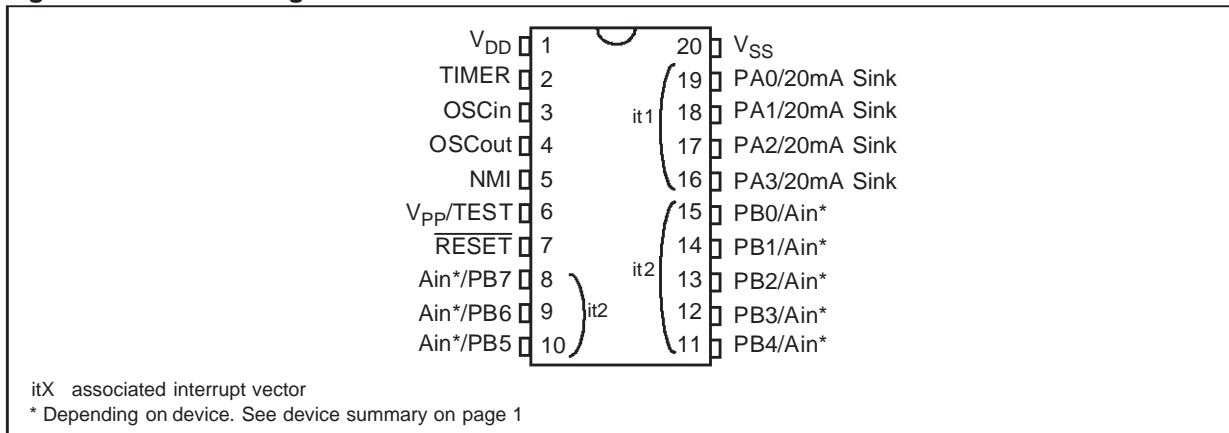 V_DD 1 20 V_SS
TIMER 2 19 PA0/20mA Sink
OSCin 3 it1 18 PA1/20mA Sink
OSCout 4 17 PA2/20mA Sink
NMI 5 16 PA3/20mA Sink
V_PP/TEST 6 15 PB0/Ain*
RESET 7 14 PB1/Ain*
Ain*/PB7 8 it2 13 PB2/Ain*
Ain*/PB6 9 it2 12 PB3/Ain*
Ain*/PB5 10 11 PB4/Ain*
itX associated interrupt vector
* Depending on device. See device summary on page 1